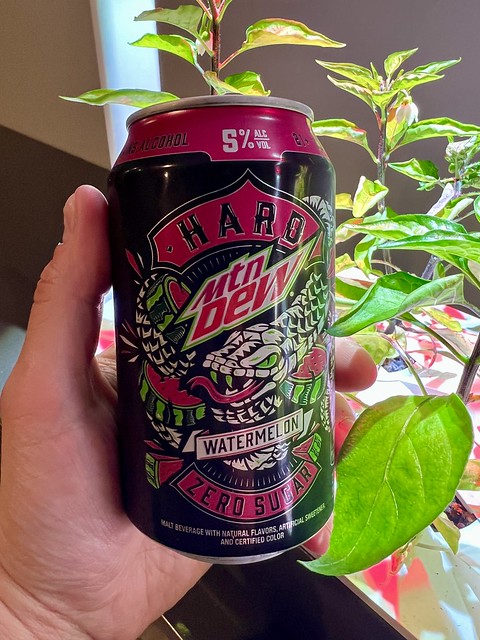 ALCOHOL
5% ALC
VOL
HARD
mtn
DEW
WATERMELON
ZERO SUGAR
MALT BEVERAGE WITH NATURAL FLAVORS, ARTIFICIAL SWEETENER
AND CERTIFIED COLOR